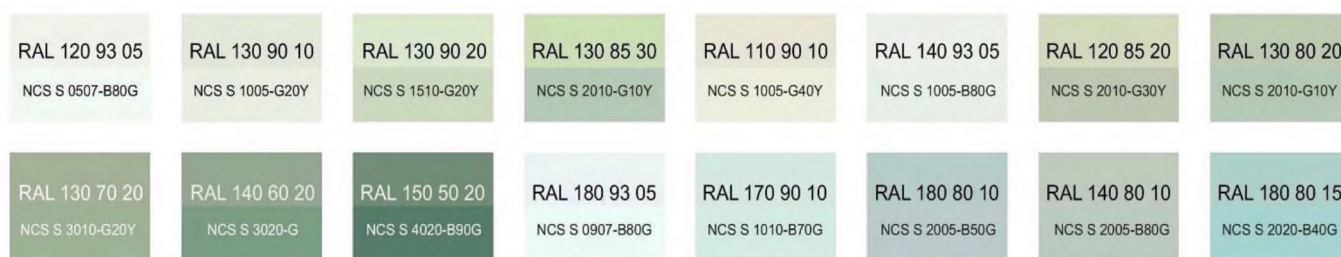 RAL 120 93 05
NCS S 0507-B80G
RAL 130 90 10
NCS S 1005-G20Y
RAL 130 90 20
NCS S 1510-G20Y
RAL 130 85 30
NCS S 2010-G10Y
RAL 110 90 10
NCS S 1005-G40Y
RAL 140 93 05
NCS S 1005-B80G
RAL 120 85 20
NCS S 2010-G30Y
RAL 130 80 20
NCS S 2010-G10Y
RAL 130 70 20
NCS S 3010-G20Y
RAL 140 60 20
NCS S 3020-G
RAL 150 50 20
NCS S 4020-B90G
RAL 180 93 05
NCS S 0907-B80G
RAL 170 90 10
NCS S 1010-B70G
RAL 180 80 10
NCS S 2005-B50G
RAL 140 80 10
NCS S 2005-B80G
RAL 180 80 15
NCS S 2020-B40G